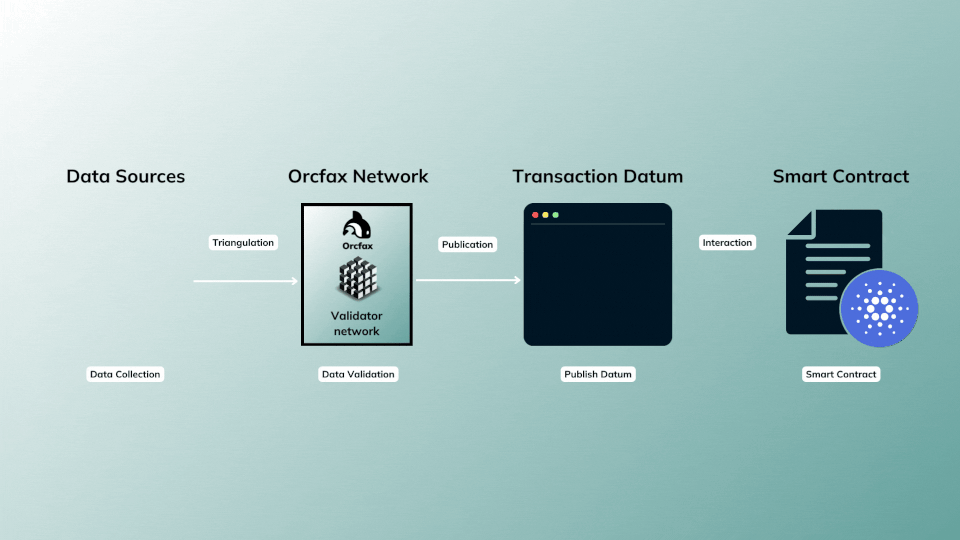 Data Sources
Orcfax Network
Transaction Datum
Smart Contract
Triangulation
Publication
Interaction
Orcfax
Validator
network
Data Collection
Data Validation
Publish Datum
Smart Contract